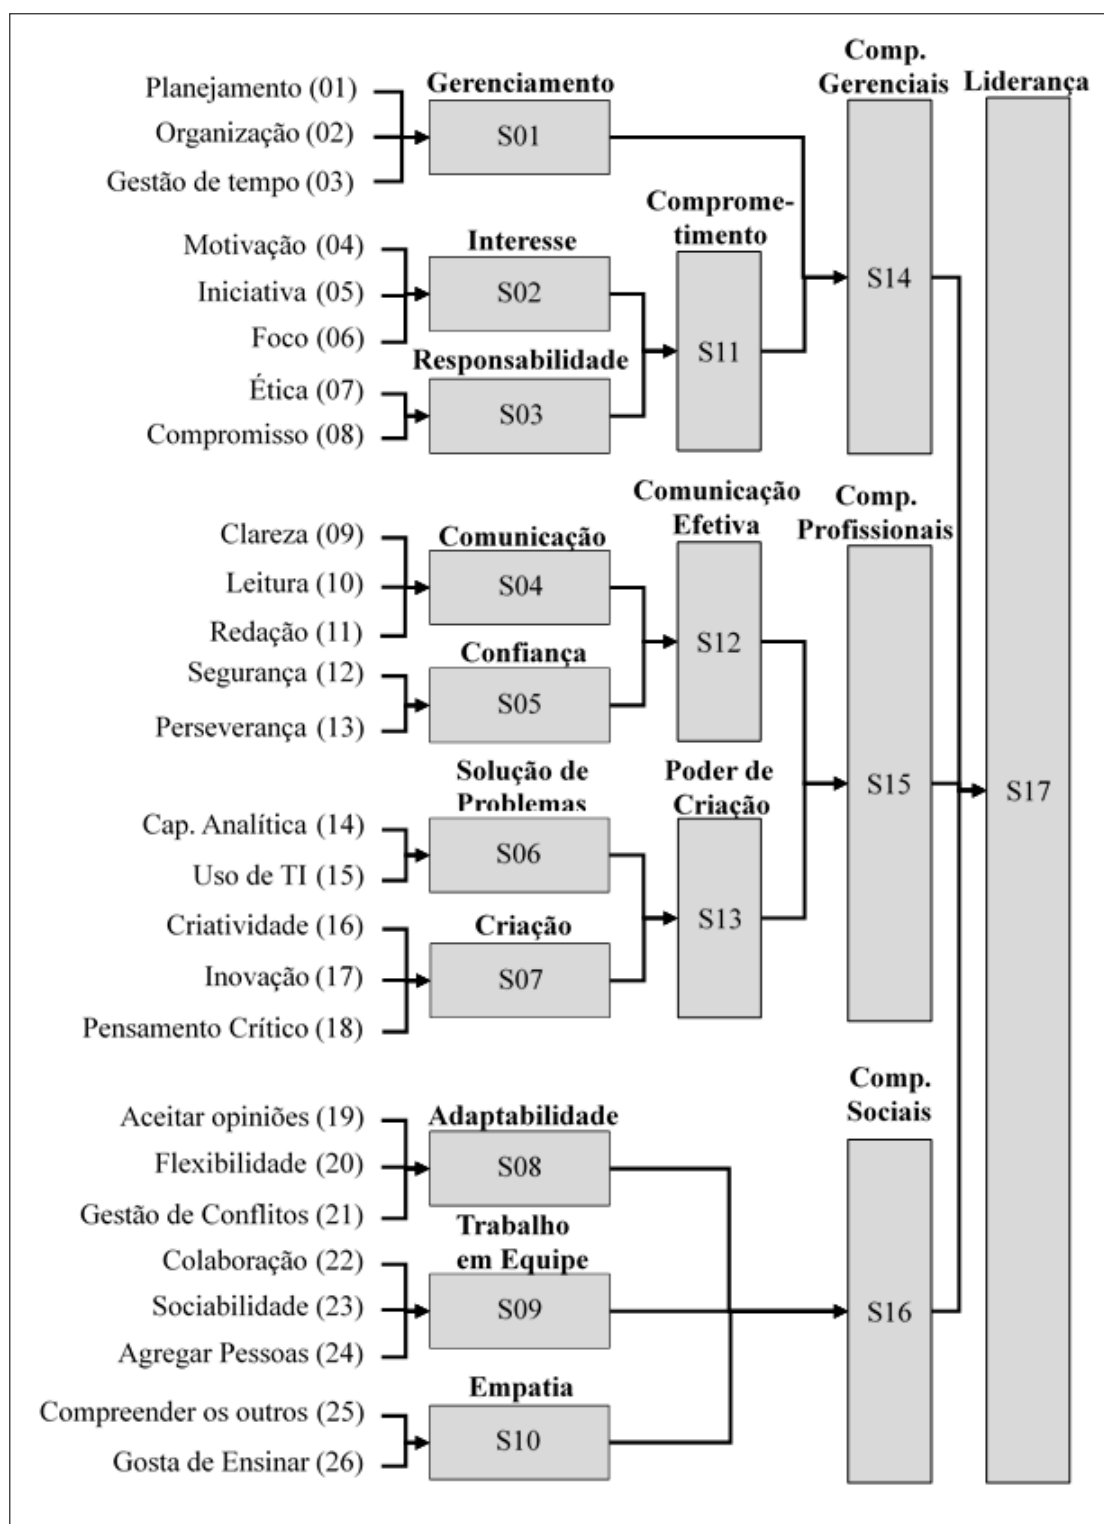 Comp.
Gerenciais
Liderança
Gerenciamento
Planejamento (01)
Organização (02)
Gestão de tempo (03)
S01
Comprome-
timento
Interesse
Motivação (04)
Iniciativa (05)
Foco (06)
S02
S14
Responsabilidade
S11
Ética (07)
Compromisso (08)
S03
Comunicação
Efetiva
Comp.
Profissionais
Comunicação
Clareza (09)
Leitura (10)
Redação (11)
S04
Confiança
S12
Segurança (12)
Perseverança (13)
S05
Solução de
Problemas
Poder de
Criação
S15
S17
Cap. Analítica (14)
Uso de TI (15)
S06
Criação
S13
Criatividade (16)
Inovação (17)
Pensamento Crítico (18)
S07
Comp.
Sociais
Adaptabilidade
Aceitar opiniões (19)
Flexibilidade (20)
Gestão de Conflitos (21)
S08
Trabalho
em Equipe
Colaboração (22)
Sociabilidade (23)
Agregar Pessoas (24)
S09
S16
Empatia
Compreender os outros (25)
Gosta de Ensinar (26)
S10